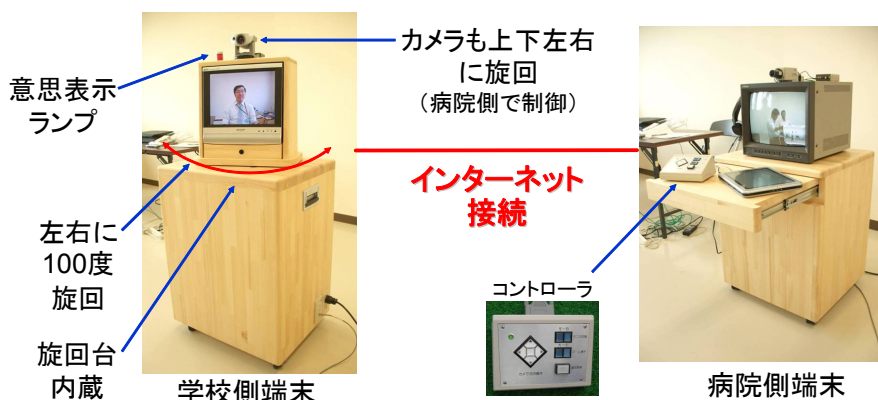 意思表示
ランプ
カメラも上下左右
に旋回
(病院側で制御)
インターネット
接続
左右に
100度
旋回
旋回台
内蔵
コントローラ
学校側端末
病院側端末